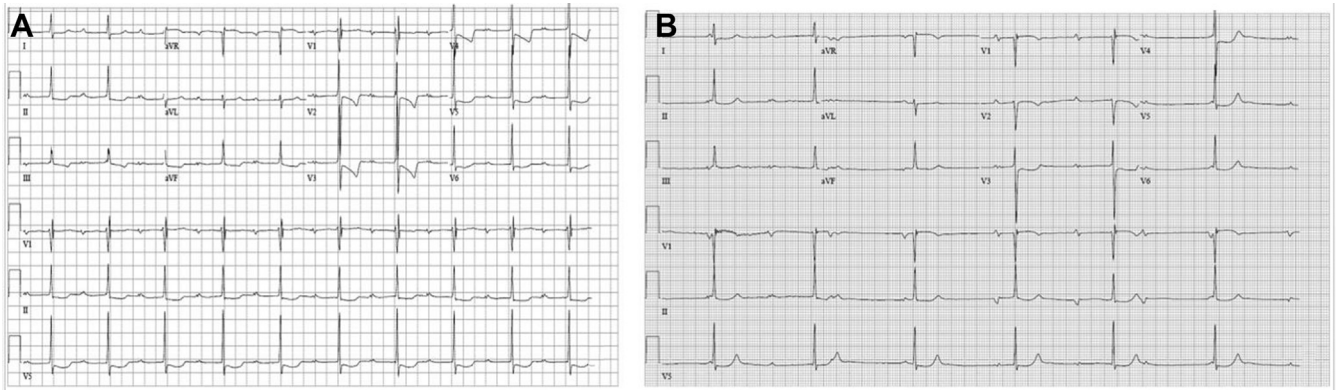 A
I aVR V1 V4
II aVL V2 V5
III aVF V3 V6
V1
II
V5
B
I aVR V1 V4
II aVL V2 V5
III aVF V3 V6
V1
II
V5